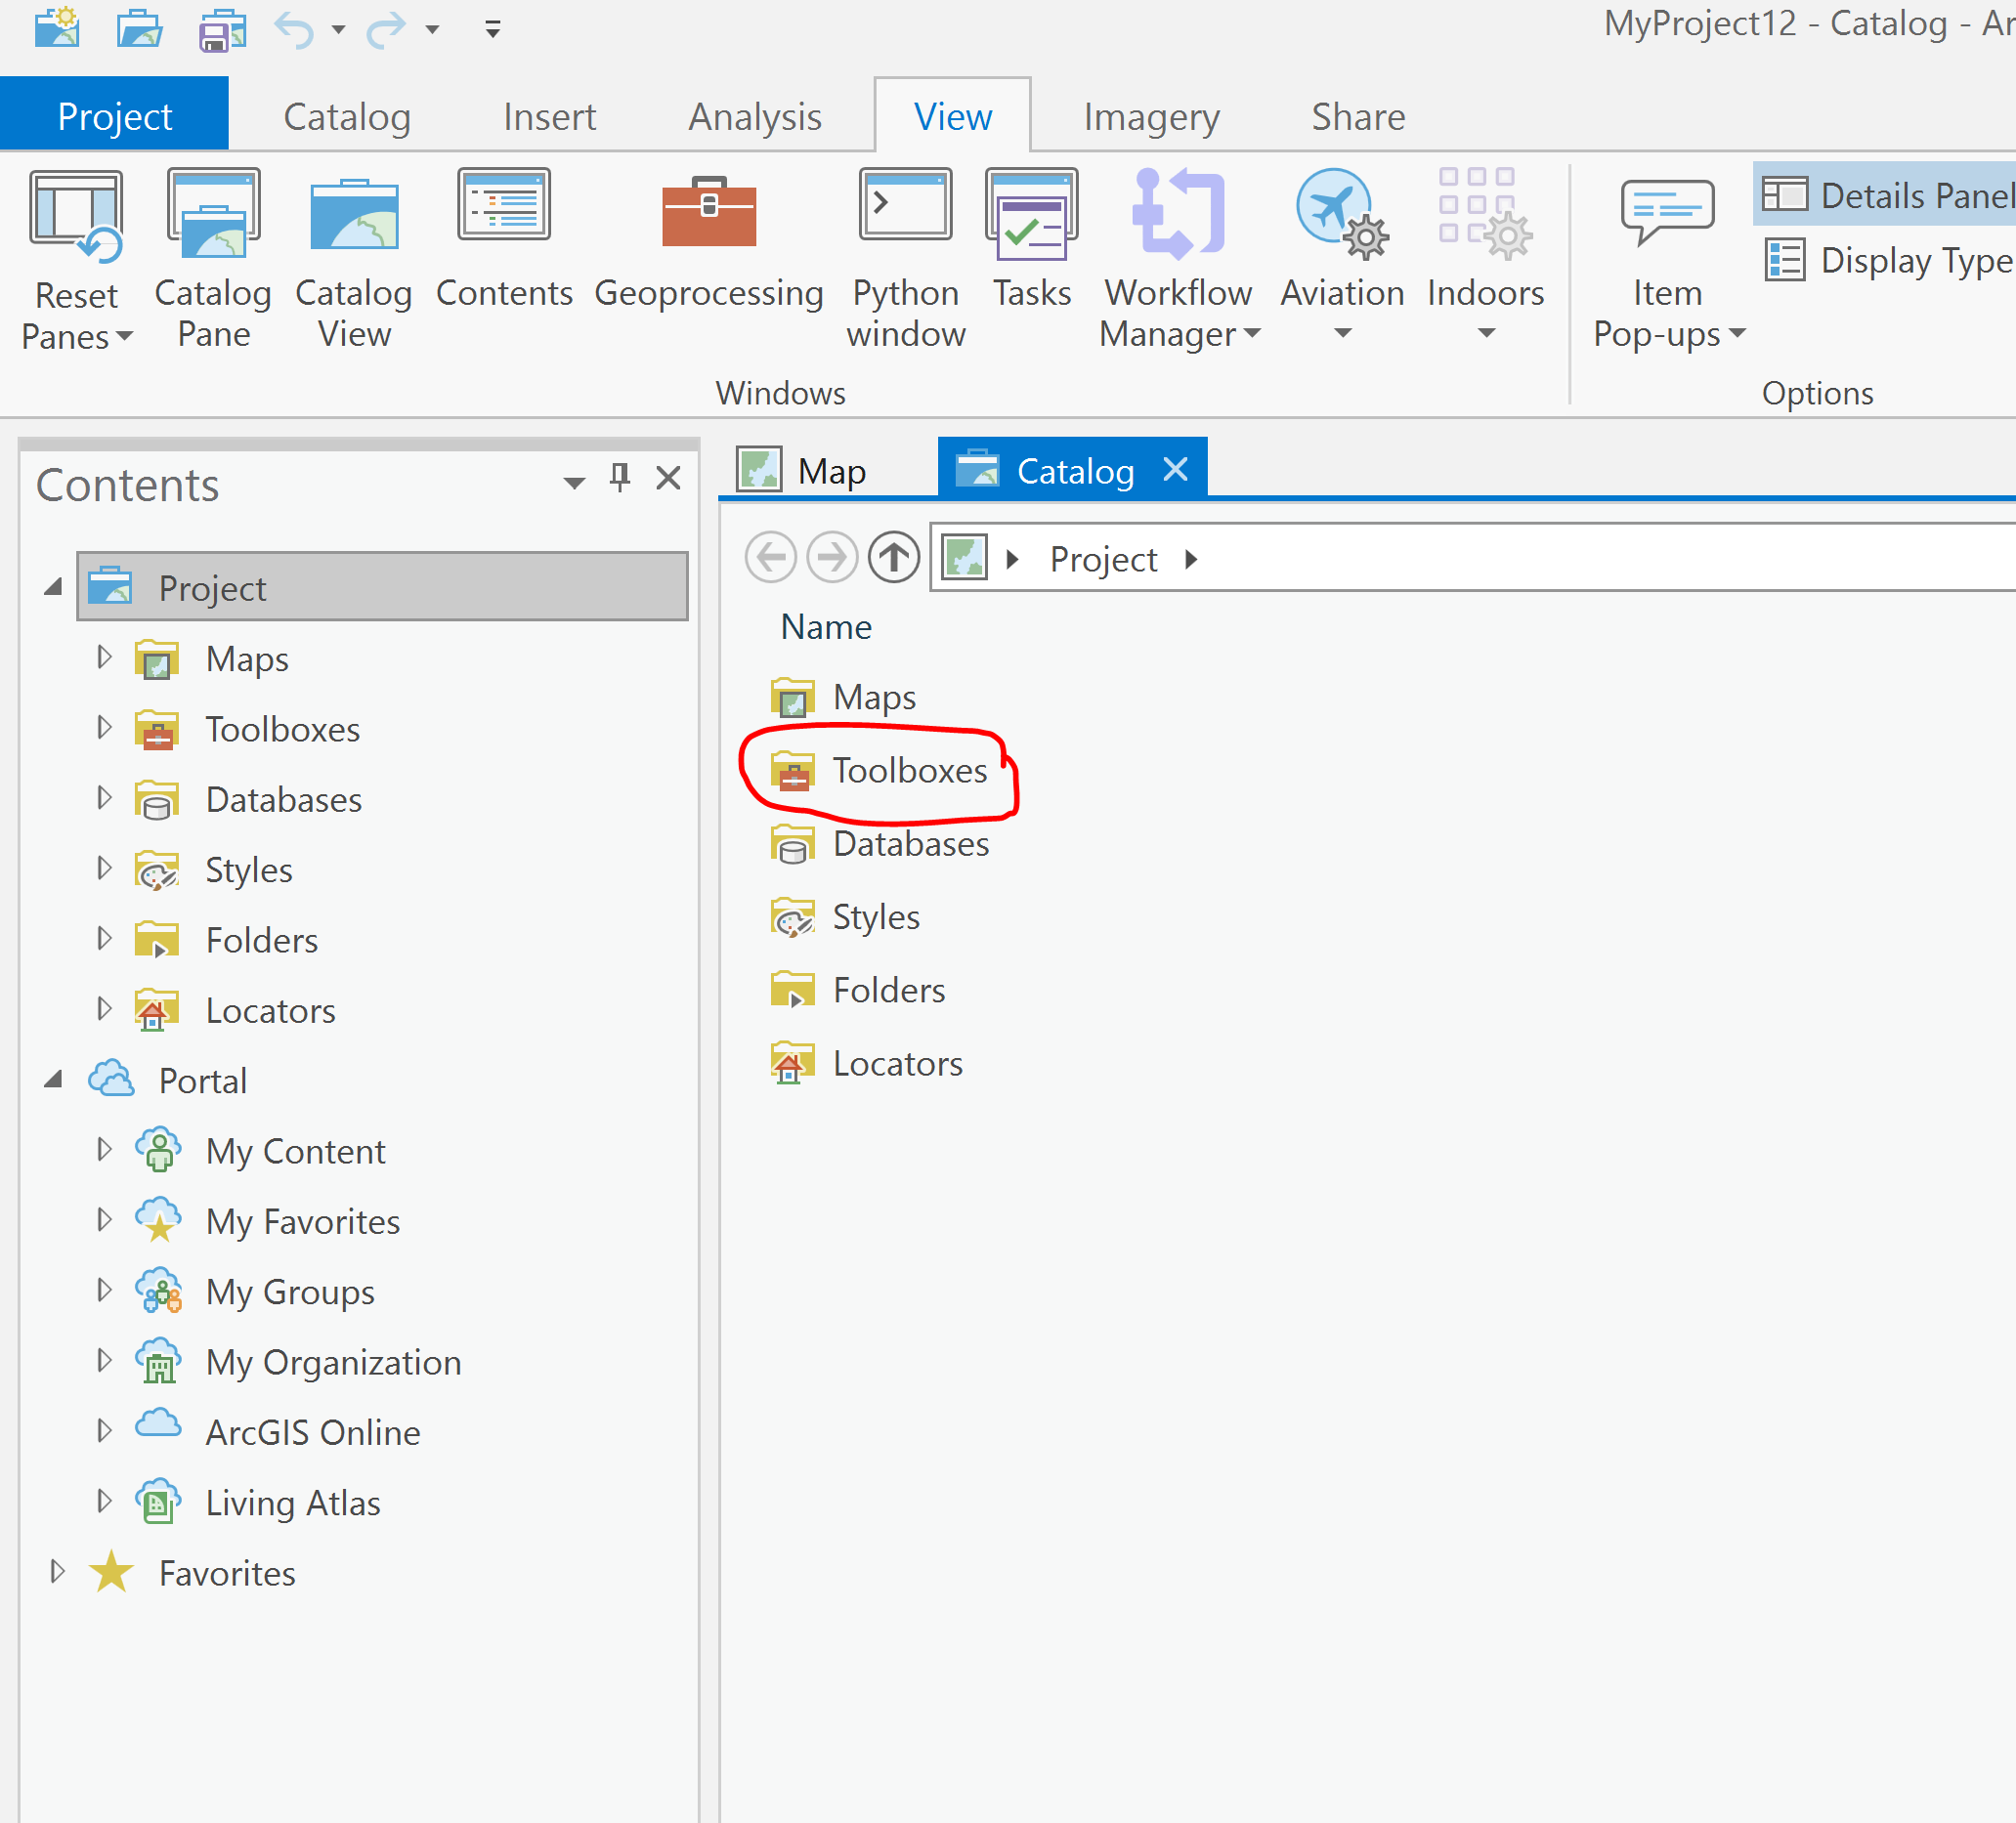 MyProject12 - Catalog - Ar
Project Catalog Insert Analysis View Imagery Share
Reset Panes
Catalog Pane
Catalog View
Contents
Geoprocessing
Python window
Tasks
Workflow Manager
Aviation
Indoors
Windows
Item Pop-ups
Details Panel
Display Type
Options
Contents
Project
Maps
Toolboxes
Databases
Styles
Folders
Locators
Portal
My Content
My Favorites
My Groups
My Organization
ArcGIS Online
Living Atlas
Favorites
Map Catalog
Project
Name
Maps
Toolboxes
Databases
Styles
Folders
Locators